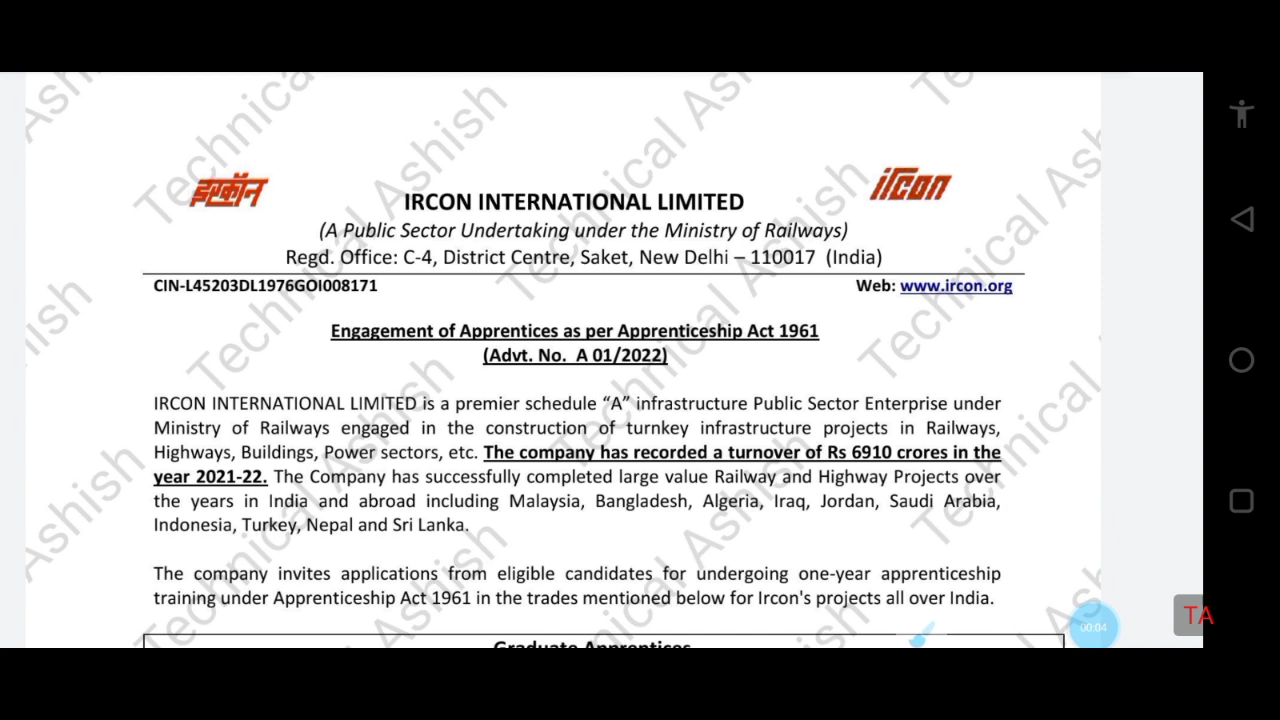 इरकॉन
ircon
IRCON INTERNATIONAL LIMITED
(A Public Sector Undertaking under the Ministry of Railways)
Regd. Office: C-4, District Centre, Saket, New Delhi – 110017 (India)
CIN-L45203DL1976GOI008171 Web: www.ircon.org
Engagement of Apprentices as per Apprenticeship Act 1961
(Advt. No. A 01/2022)
IRCON INTERNATIONAL LIMITED is a premier schedule “A” infrastructure Public Sector Enterprise under
Ministry of Railways engaged in the construction of turnkey infrastructure projects in Railways,
Highways, Buildings, Power sectors, etc. The company has recorded a turnover of Rs 6910 crores in the
year 2021-22. The Company has successfully completed large value Railway and Highway Projects over
the years in India and abroad including Malaysia, Bangladesh, Algeria, Iraq, Jordan, Saudi Arabia,
Indonesia, Turkey, Nepal and Sri Lanka.
The company invites applications from eligible candidates for undergoing one-year apprenticeship
training under Apprenticeship Act 1961 in the trades mentioned below for Ircon's projects all over India.
Graduate Apprentices
Technical Ashish
00:04
TA